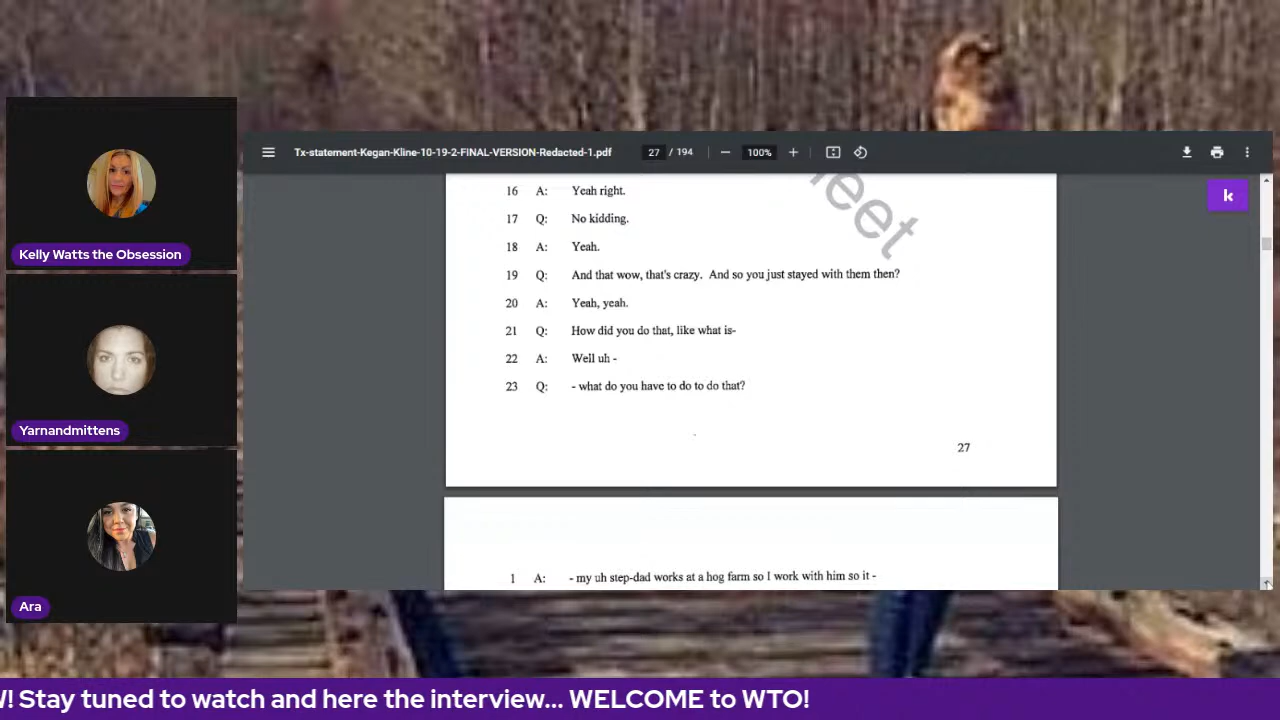 Tx-statement-Kegan-Kline-10-19-2-FINAL-VERSION-Redacted-1.pdf 27 / 194 100%
k
16 A: Yeah right.
17 Q: No kidding.
18 A: Yeah.
19 Q: And that wow, that's crazy. And so you just stayed with them then?
20 A: Yeah, yeah.
21 Q: How did you do that, like what is-
22 A: Well uh -
23 Q: - what do you have to do to do that?
27
1 A: - my uh step-dad works at a hog farm so I work with him so it -
eet
Kelly Watts the Obsession
Yarnandmittens
Ara
! Stay tuned to watch and here the interview... WELCOME to WTO!